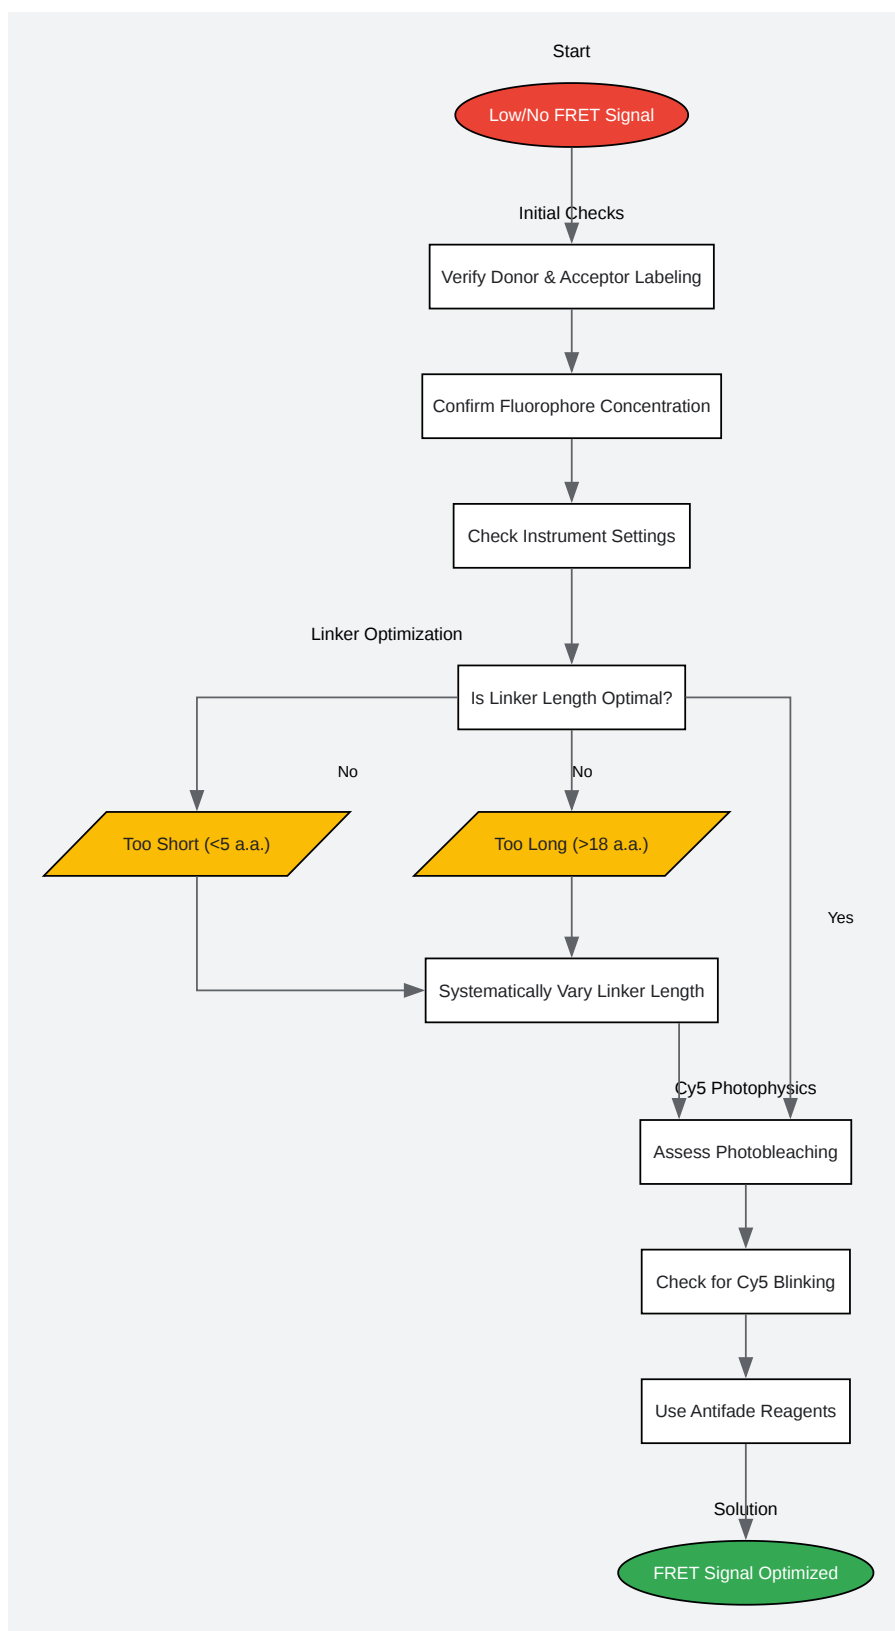 Start
Low/No FRET Signal
Initial Checks
Verify Donor & Acceptor Labeling
Confirm Fluorophore Concentration
Check Instrument Settings
Linker Optimization
Is Linker Length Optimal?
No
No
Too Short (<5 a.a.)
Too Long (>18 a.a.)
Yes
Systematically Vary Linker Length
Cy5 Photophysics
Assess Photobleaching
Check for Cy5 Blinking
Use Antifade Reagents
Solution
FRET Signal Optimized